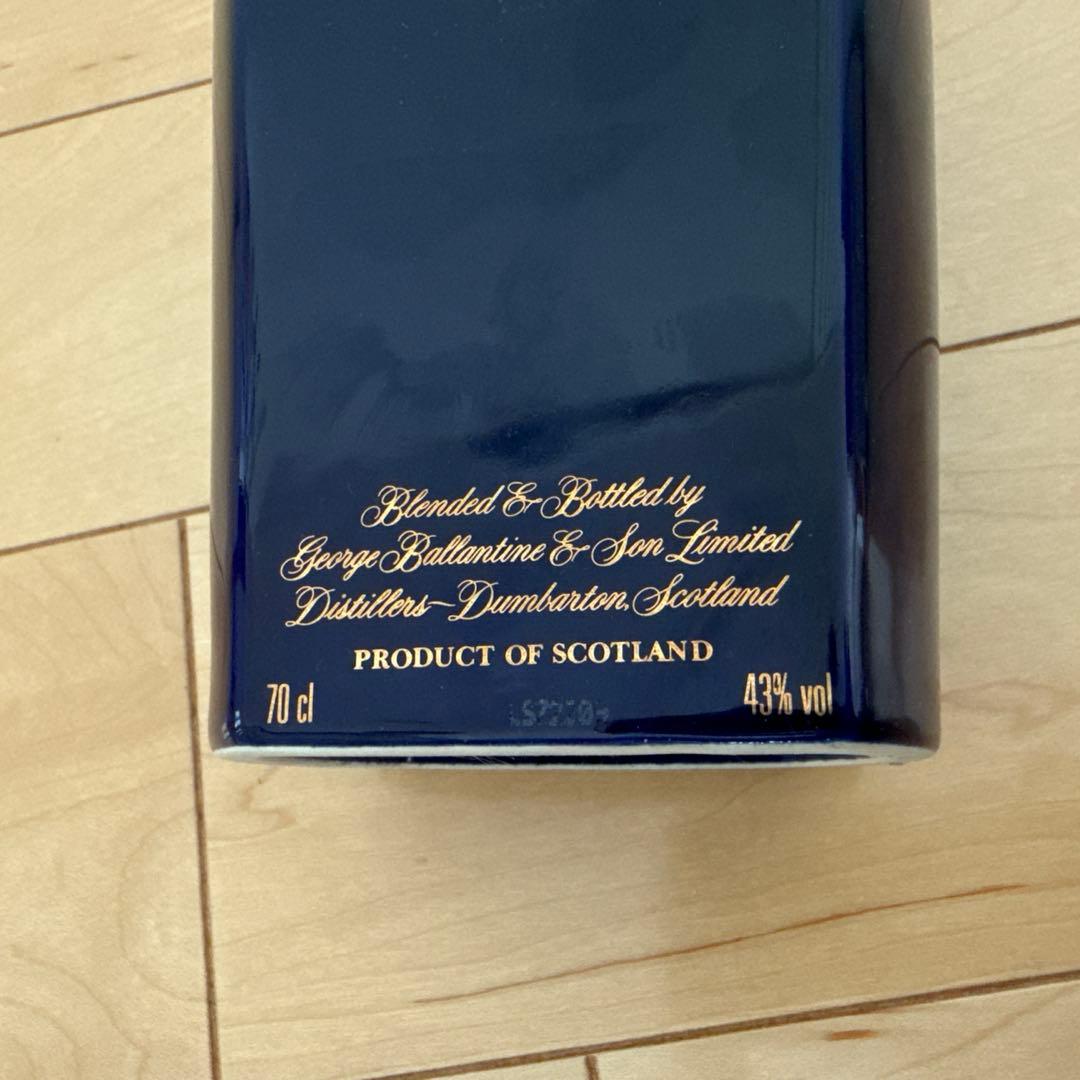 Blended & Bottled by
George Ballantine & Son Limited
Distillers-Dumbarton, Scotland
PRODUCT OF SCOTLAND
70 cl
43% vol